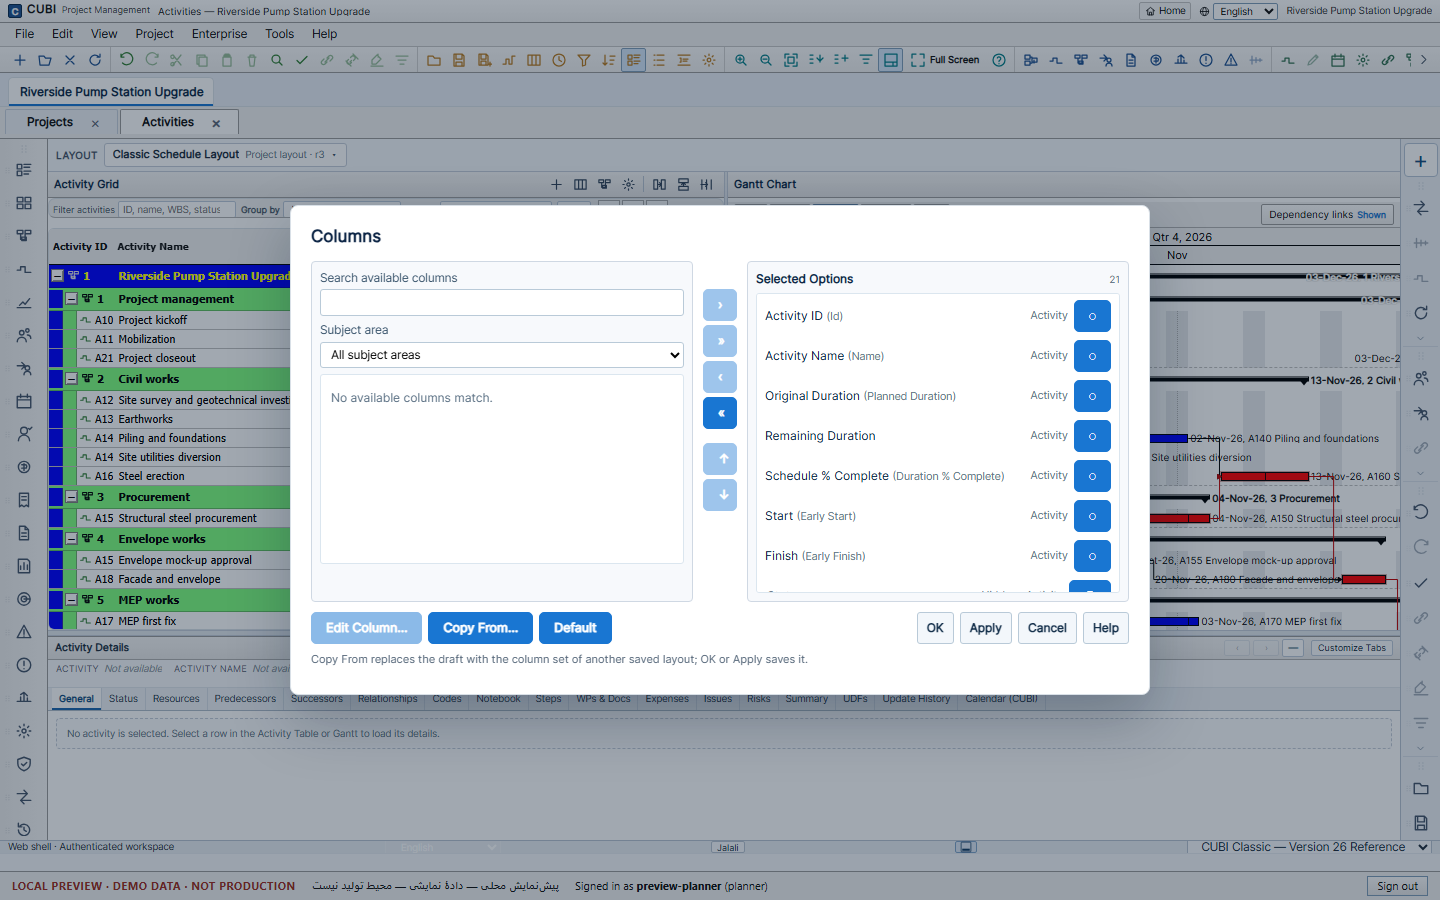 CUBI Project Management Activities — Riverside Pump Station Upgrade
Home English Riverside Pump Station Upgrade
File Edit View Project Enterprise Tools Help
Full Screen
Riverside Pump Station Upgrade
Projects × Activities ×
LAYOUT Classic Schedule Layout Project layout · r3
Activity Grid
Gantt Chart
Filter activities ID, name, WBS, status Group by
Dependency links Shown
Activity ID Activity Name
Qtr 4, 2026
Nov
1 Riverside Pump Station Upgrad
1 Project management
A10 Project kickoff
A11 Mobilization
A21 Project closeout
03-Dec-2
2 Civil works
13-Nov-26, 2 Civil
A12 Site survey and geotechnical investi
A13 Earthworks
A14 Piling and foundations
02-Nov-26, A140 Piling and foundations
A14 Site utilities diversion
Site utilities diversion
A16 Steel erection
13-Nov-26, A160 S
3 Procurement
04-Nov-26, 3 Procurement
A15 Structural steel procurement
04-Nov-26, A150 Structural steel procur
4 Envelope works
A15 Envelope mock-up approval
t-26, A155 Envelope mock-up approval
A18 Facade and envelope
20-Nov-26, A180 Facade and envelope
5 MEP works
A17 MEP first fix
03-Nov-26, A170 MEP first fix
Columns
Search available columns
Subject area
All subject areas
No available columns match.
Selected Options 21
Activity ID (Id) Activity
Activity Name (Name) Activity
Original Duration (Planned Duration) Activity
Remaining Duration Activity
Schedule % Complete (Duration % Complete) Activity
Start (Early Start) Activity
Finish (Early Finish) Activity
Edit Column... Copy From... Default
OK Apply Cancel Help
Copy From replaces the draft with the column set of another saved layout; OK or Apply saves it.
Activity Details
Customize Tabs
ACTIVITY Not available ACTIVITY NAME Not avai
General Status Resources Predecessors Successors Relationships Codes Notebook Steps WPs & Docs Expenses Issues Risks Summary UDFs Update History Calendar (CUBI)
No activity is selected. Select a row in the Activity Table or Gantt to load its details.
Web shell · Authenticated workspace
English
Jalali
CUBI Classic — Version 26 Reference
LOCAL PREVIEW · DEMO DATA · NOT PRODUCTION
پیش‌نمایش محلی — دادهٔ نمایشی — محیط تولید نیست
Signed in as preview-planner (planner)
Sign out